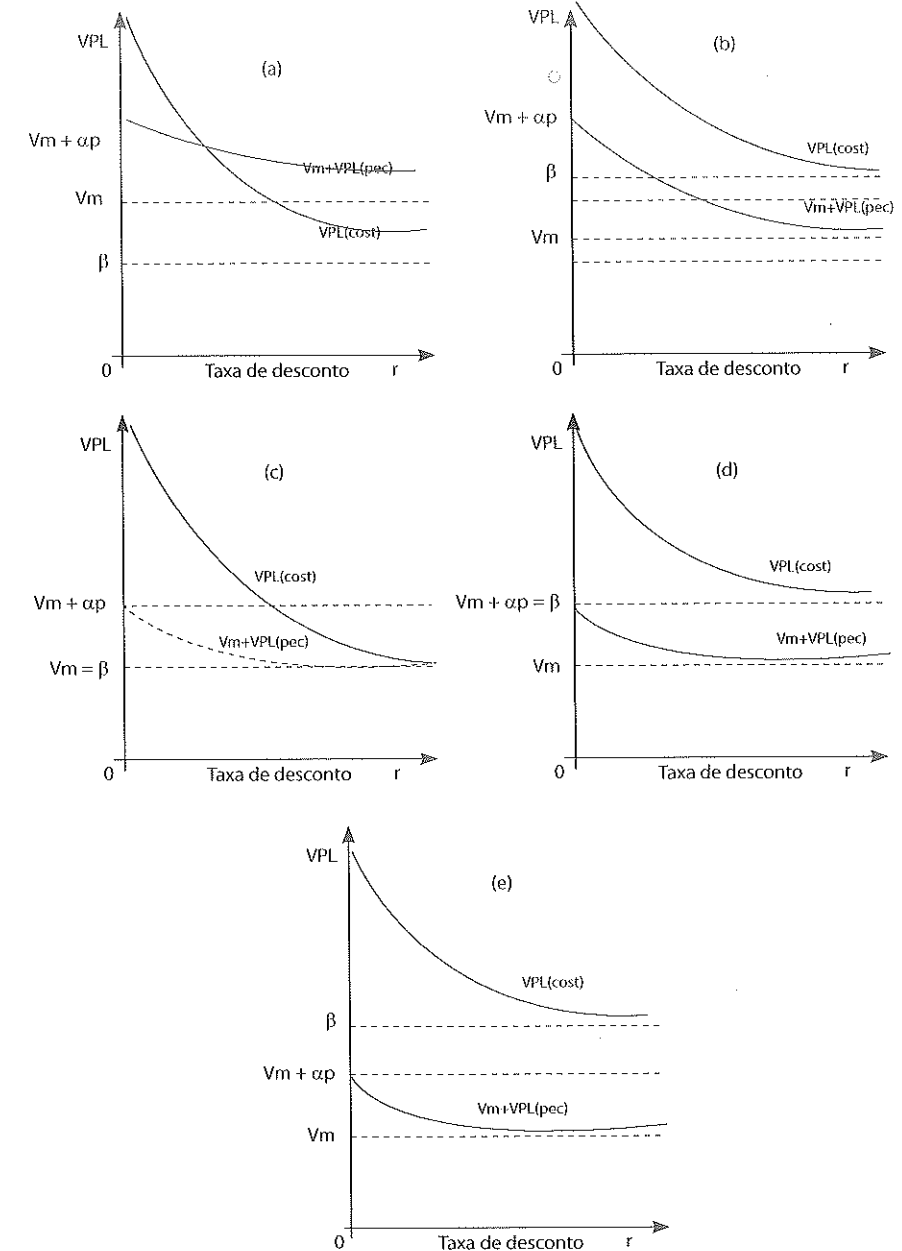 VPL
(a)
Vm + αp
Vm+VPL(pec)
Vm
VPL(cost)
β
0
Taxa de desconto
r
VPL
(b)
Vm + αp
VPL(cost)
β
Vm+VPL(pec)
Vm
0
Taxa de desconto
r
VPL
(c)
VPL(cost)
Vm + αp
Vm+VPL(pec)
Vm = β
0
Taxa de desconto
r
VPL
(d)
VPL(cost)
Vm + αp = β
Vm+VPL(pec)
Vm
0
Taxa de desconto
r
VPL
(e)
VPL(cost)
β
Vm + αp
Vm+VPL(pec)
Vm
0
Taxa de desconto
r